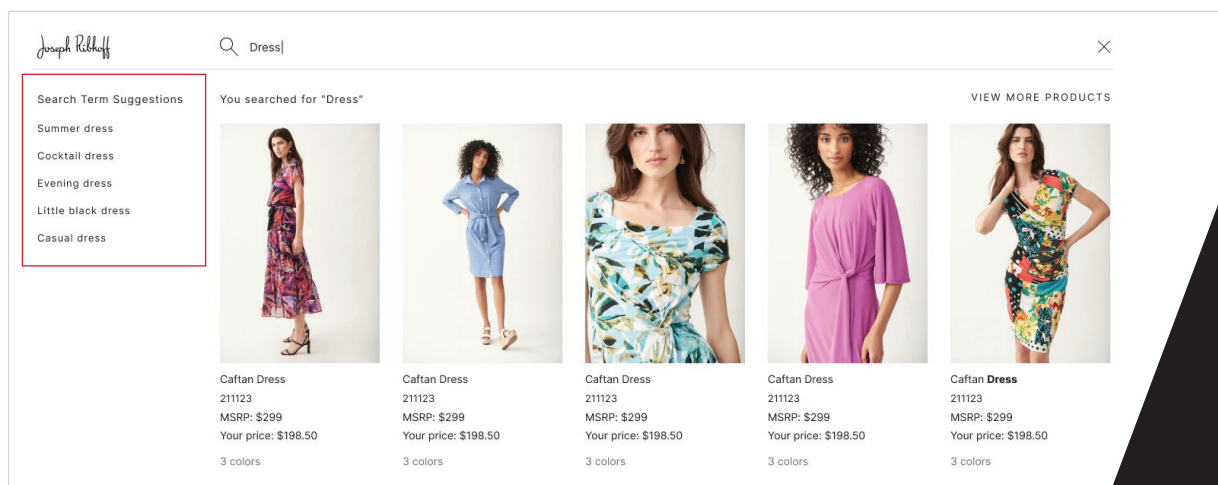 Joseph Ribkoff
Dress
Search Term Suggestions
Summer dress
Cocktail dress
Evening dress
Little black dress
Casual dress
You searched for "Dress"
VIEW MORE PRODUCTS
Caftan Dress
211123
MSRP: $299
Your price: $198.50
3 colors
Caftan Dress
211123
MSRP: $299
Your price: $198.50
3 colors
Caftan Dress
211123
MSRP: $299
Your price: $198.50
3 colors
Caftan Dress
211123
MSRP: $299
Your price: $198.50
3 colors
Caftan Dress
211123
MSRP: $299
Your price: $198.50
3 colors